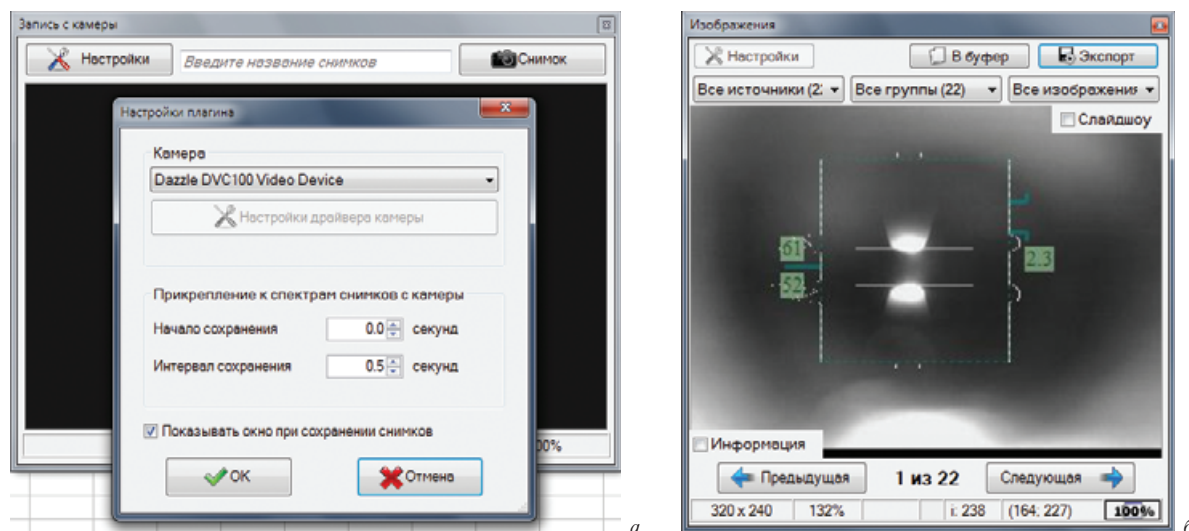 Запись с камеры
Настройки
Введите название снимков
Снимок
Настройки плагина
Камера
Dazzle DVC100 Video Device
Настройки драйвера камеры
Прикрепление к спектрам снимков с камеры
Начало сохранения 0.0 секунд
Интервал сохранения 0.5 секунд
Показывать окно при сохранении снимков
OK
Отмена
00%
а
Изображения
Настройки
В буфер
Экспорт
Все источники (2:
Все группы (22)
Все изображения
Слайдшоу
61
2.3
52
Информация
Предыдущая
1 из 22
Следующая
320 x 240
132%
i: 238
(164; 227)
100%
б